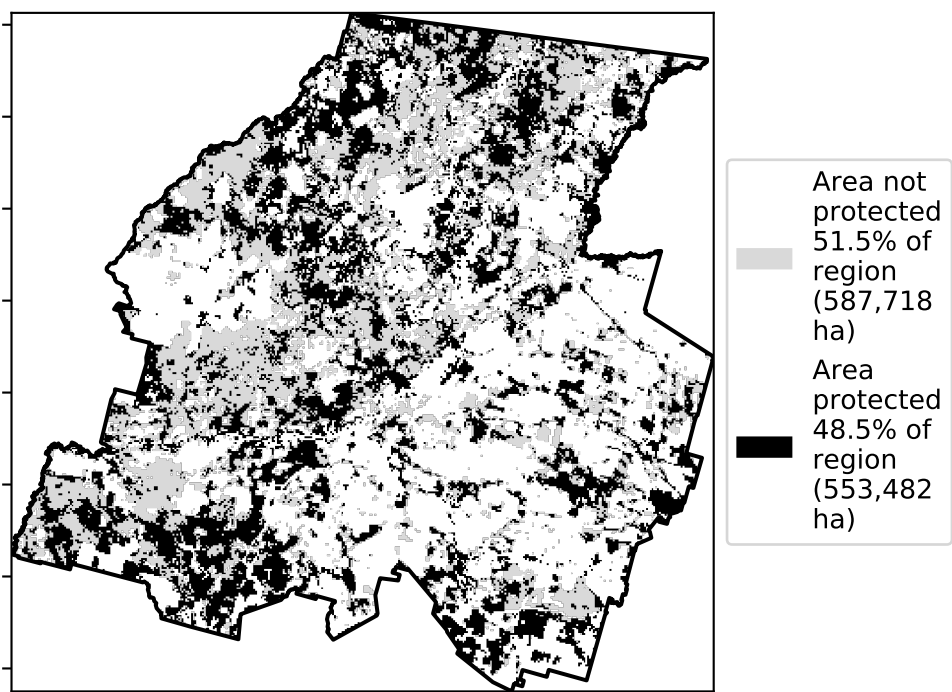 Area not
protected
51.5% of
region
(587,718
ha)
Area
protected
48.5% of
region
(553,482
ha)